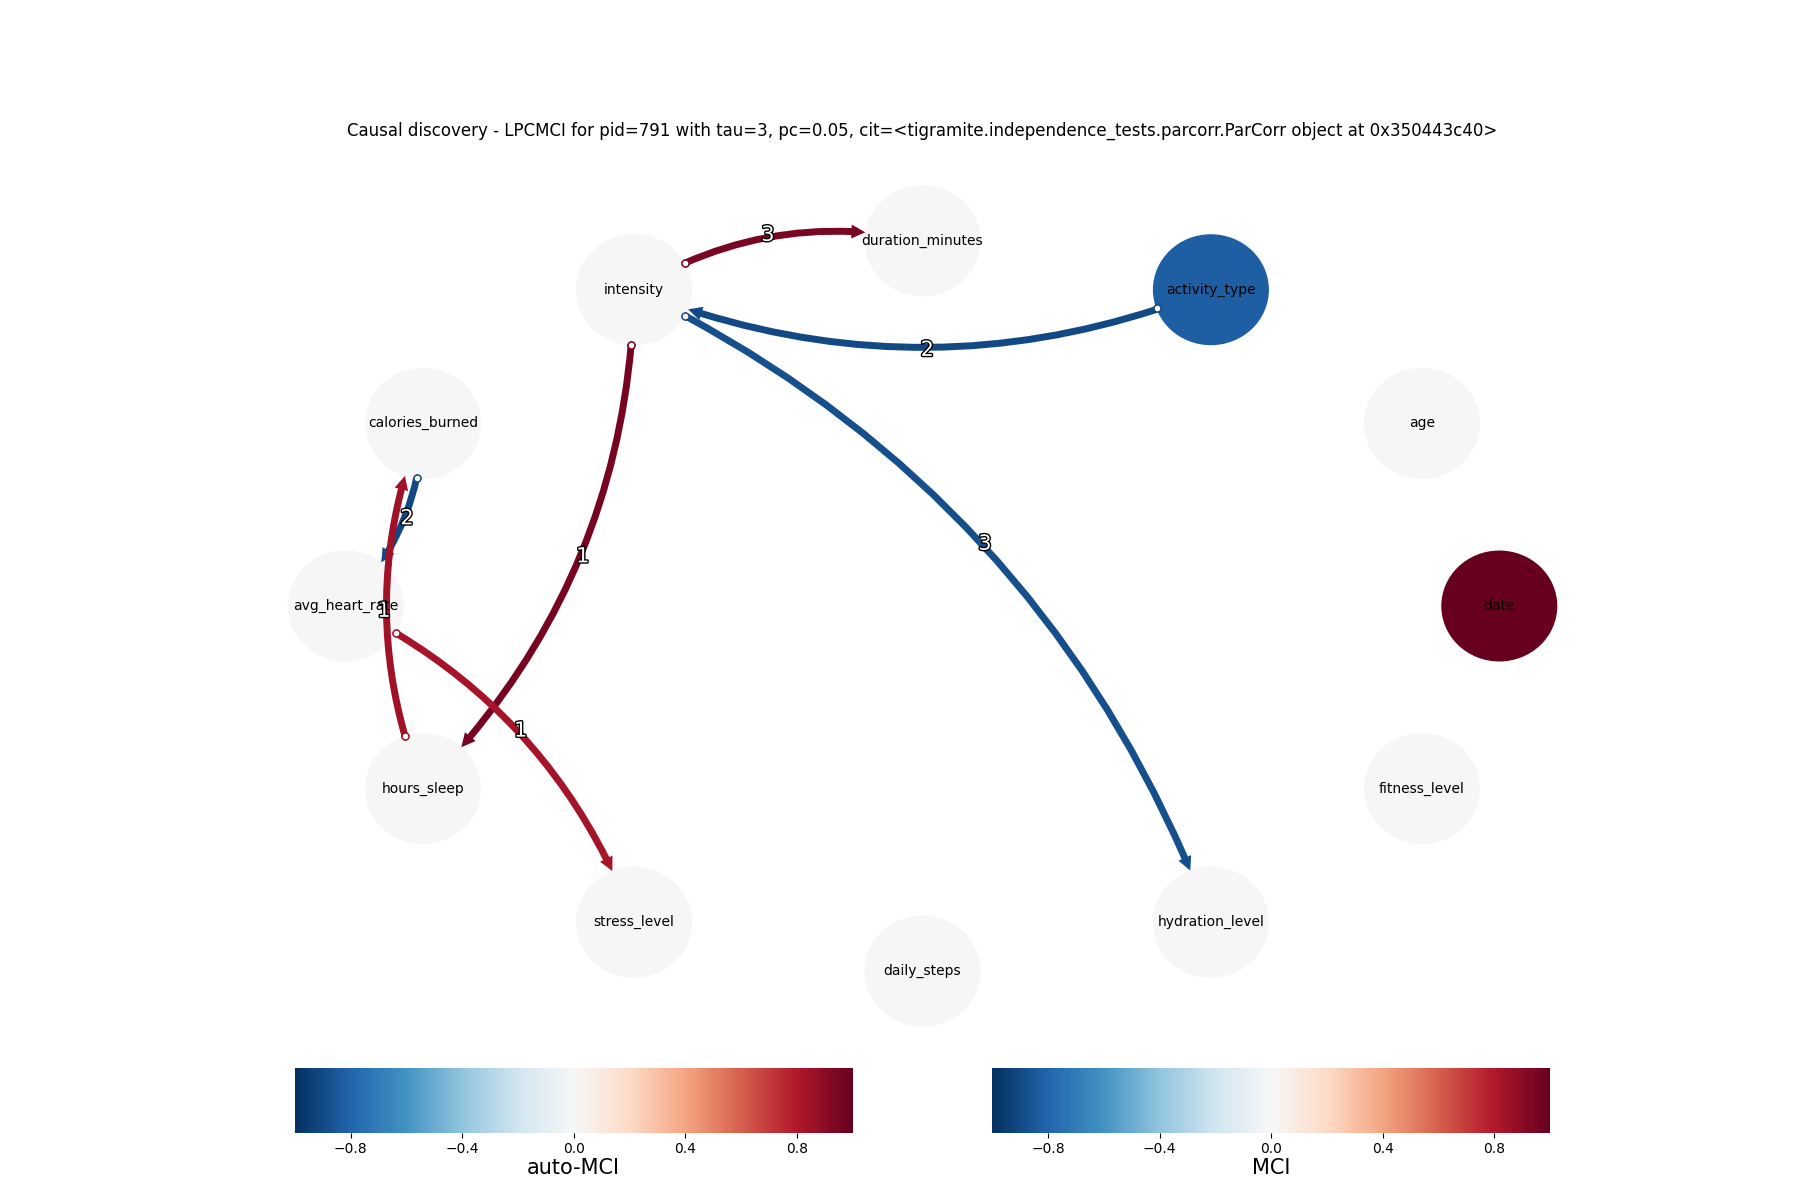 Causal discovery - LPCMCI for pid=791 with tau=3, pc=0.05, cit=<tigramite.independence_tests.parcorr.ParCorr object at 0x350443c40>
3
duration_minutes
intensity
activity_type
2
calories_burned
age
2
3
1
avg_heart_rate
1
date
1
hours_sleep
fitness_level
stress_level
hydration_level
daily_steps
−0.8 −0.4 0.0 0.4 0.8
auto-MCI
−0.8 −0.4 0.0 0.4 0.8
MCI